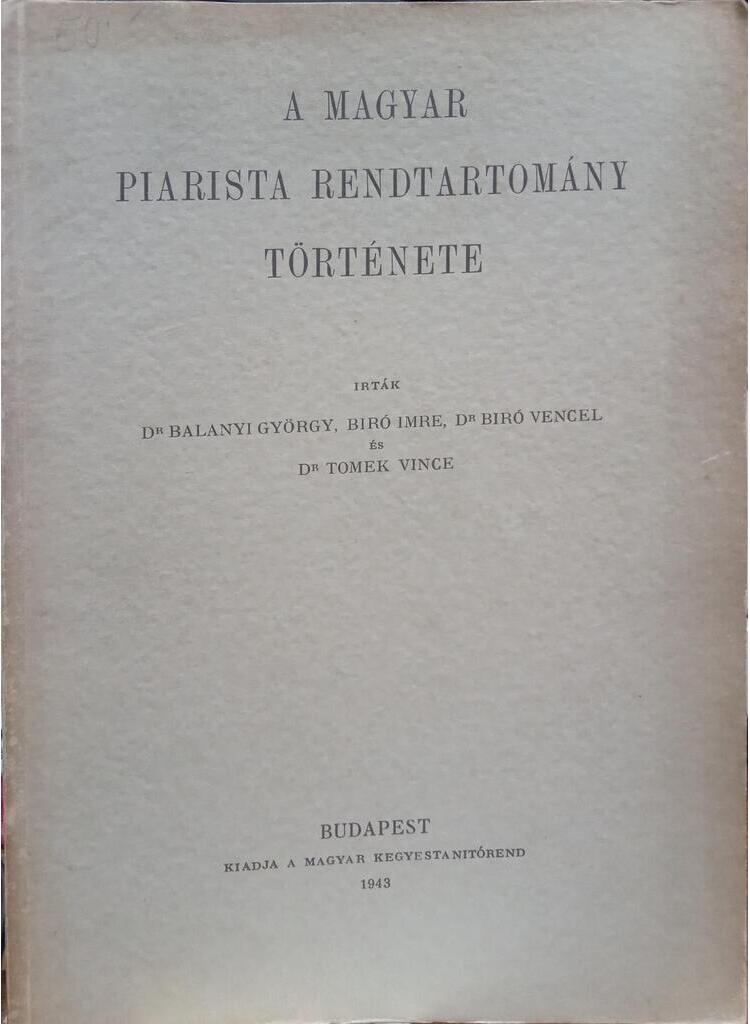 50
A MAGYAR
PIARISTA RENDTARTOMÁNY
TÖRTÉNETE
IRTÁK
DR BALANYI GYÖRGY, BIRÓ IMRE, DR BIRÓ VENCEL
ÉS
DR TOMEK VINCE
BUDAPEST
KIADJA A MAGYAR KEGYESTANITÓREND
1943